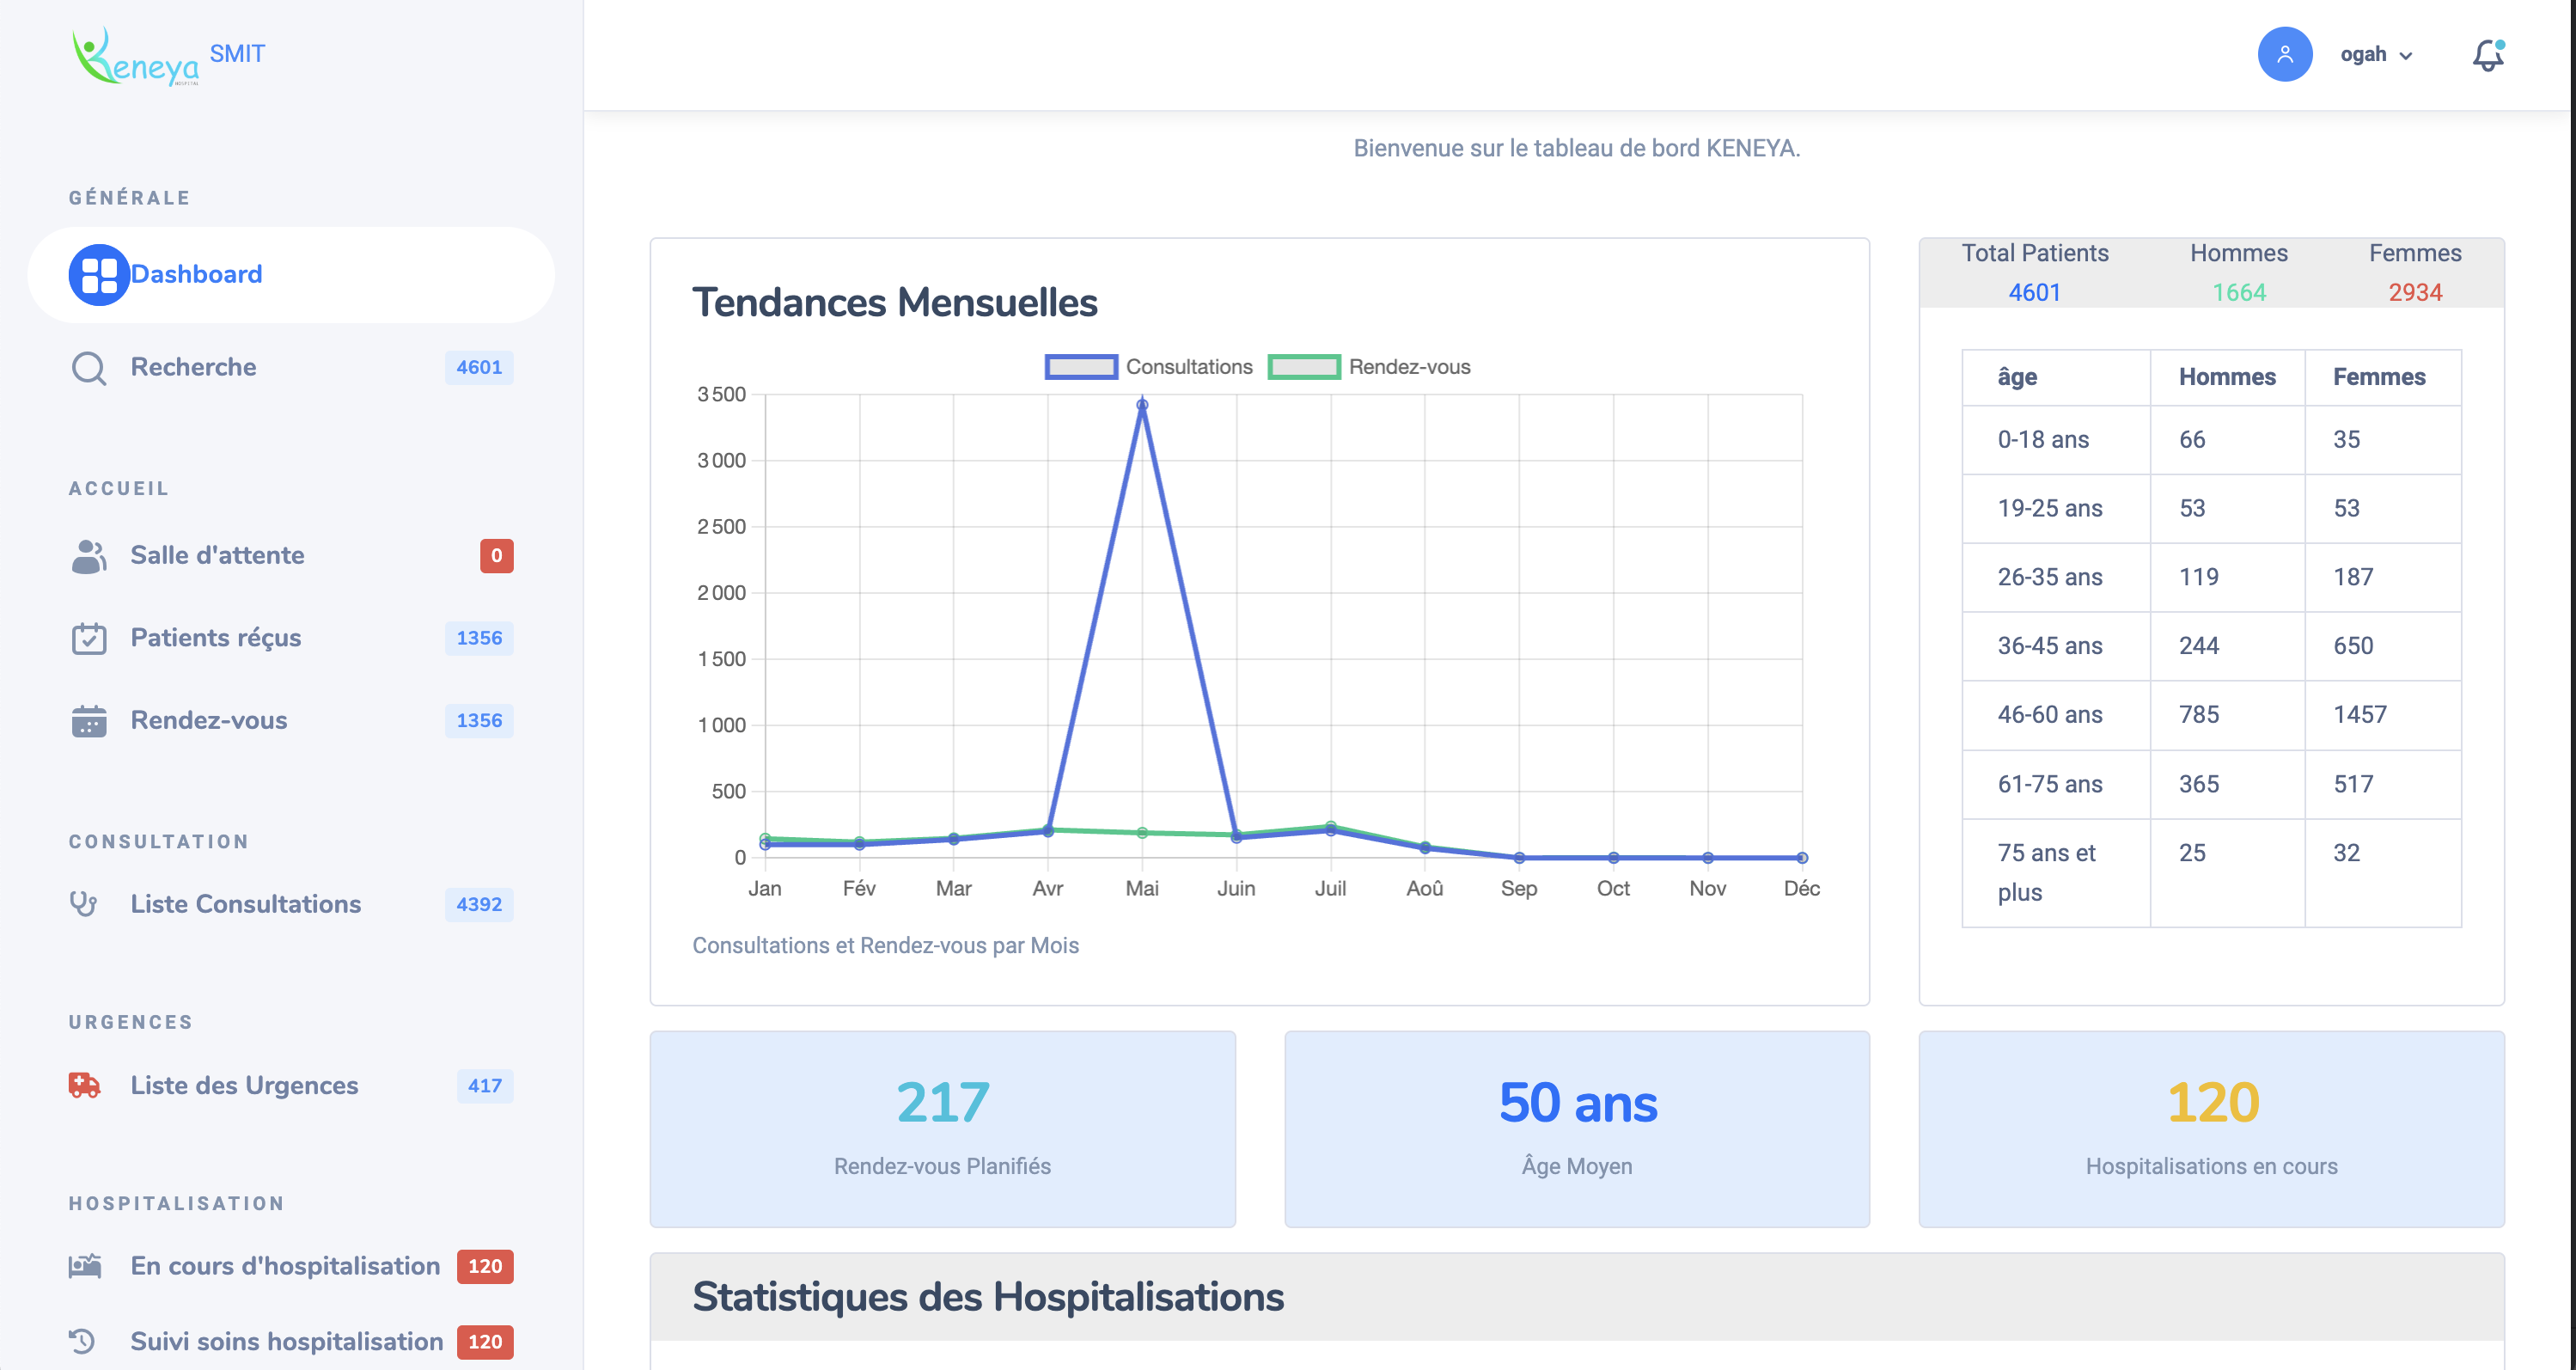 Keneya SMIT
HOSPITAL
ogah
Bienvenue sur le tableau de bord KENEYA.
GÉNÉRALE
Dashboard
Recherche 4601
ACCUEIL
Salle d'attente 0
Patients réçus 1356
Rendez-vous 1356
CONSULTATION
Liste Consultations 4392
URGENCES
Liste des Urgences 417
HOSPITALISATION
En cours d'hospitalisation 120
Suivi soins hospitalisation 120
Tendances Mensuelles
Consultations Rendez-vous
3 500
3 000
2 500
2 000
1 500
1 000
500
0
Jan Fév Mar Avr Mai Juin Juil Aoû Sep Oct Nov Déc
Consultations et Rendez-vous par Mois
Total Patients Hommes Femmes
4601 1664 2934
âge Hommes Femmes
0-18 ans 66 35
19-25 ans 53 53
26-35 ans 119 187
36-45 ans 244 650
46-60 ans 785 1457
61-75 ans 365 517
75 ans et 25 32
plus
217
Rendez-vous Planifiés
50 ans
Âge Moyen
120
Hospitalisations en cours
Statistiques des Hospitalisations